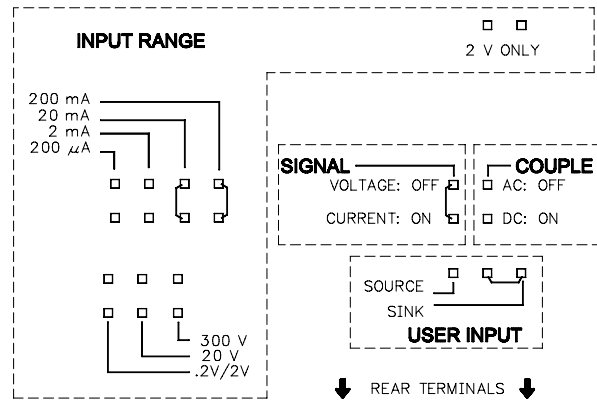 INPUT RANGE
2 V ONLY
200 mA
20 mA
2 mA
200 µA
SIGNAL
VOLTAGE: OFF
CURRENT: ON
COUPLE
AC: OFF
DC: ON
SOURCE
SINK
USER INPUT
300 V
20 V
.2V/2V
REAR TERMINALS